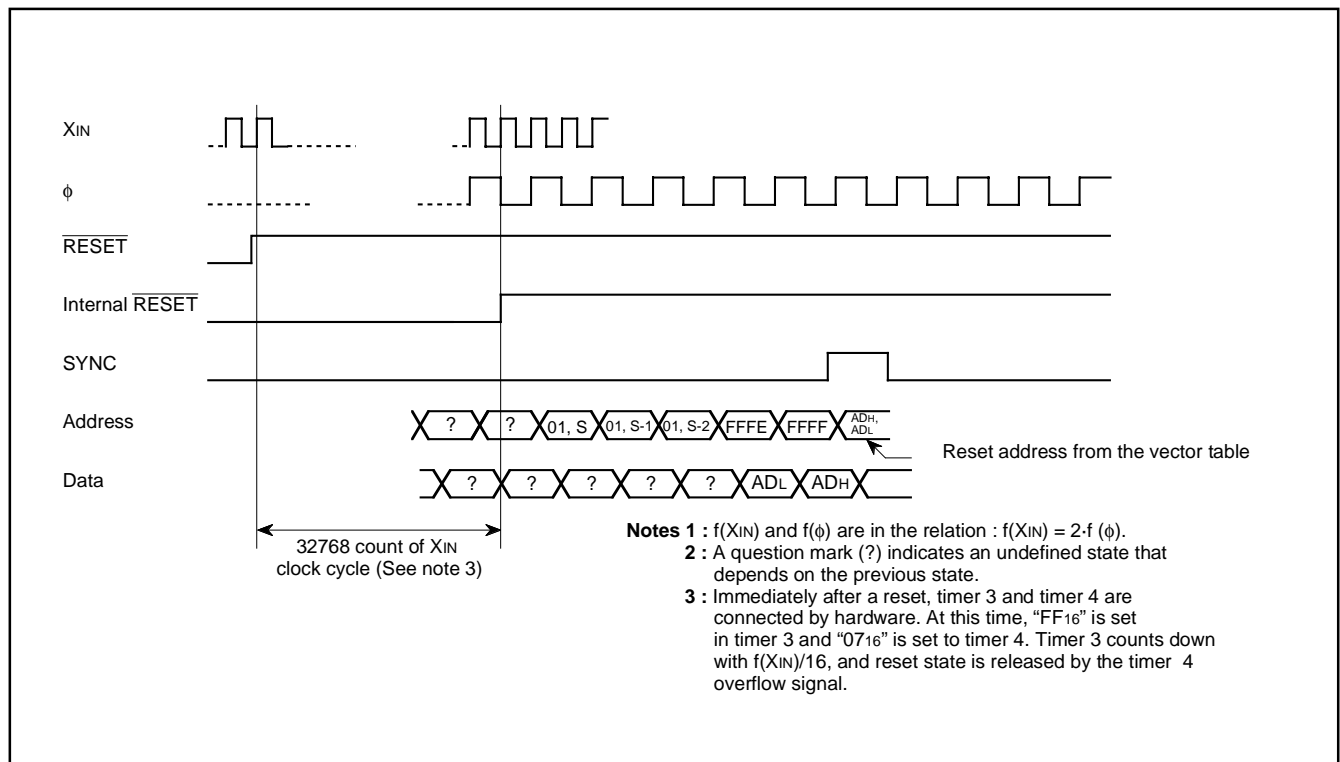 XIN
ϕ
RESET
Internal RESET
SYNC
Address
? ? 01, S 01, S-1 01, S-2 FFFE FFFF ADH,
ADL
Reset address from the vector table
Data
? ? ? ? ? ADL ADH
32768 count of XIN
clock cycle (See note 3)
Notes 1 : f(XIN) and f(ϕ) are in the relation : f(XIN) = 2·f (ϕ).
2 : A question mark (?) indicates an undefined state that
depends on the previous state.
3 : Immediately after a reset, timer 3 and timer 4 are
connected by hardware. At this time, “FF16” is set
in timer 3 and “0716” is set to timer 4. Timer 3 counts down
with f(XIN)/16, and reset state is released by the timer 4
overflow signal.